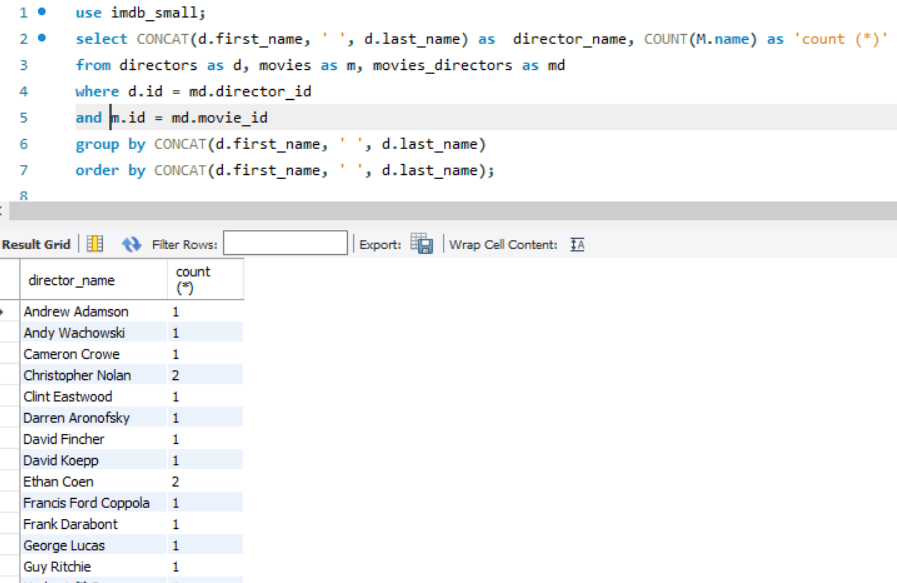 1 use imdb_small;
2 select CONCAT(d.first_name, ' ', d.last_name) as  director_name, COUNT(M.name) as 'count (*)'
3 from directors as d, movies as m, movies_directors as md
4 where d.id = md.director_id
5 and m.id = md.movie_id
6 group by CONCAT(d.first_name, ' ', d.last_name)
7 order by CONCAT(d.first_name, ' ', d.last_name);
8
Result Grid Filter Rows: Export: Wrap Cell Content: IA
director_name count
(*)
Andrew Adamson 1
Andy Wachowski 1
Cameron Crowe 1
Christopher Nolan 2
Clint Eastwood 1
Darren Aronofsky 1
David Fincher 1
David Koepp 1
Ethan Coen 2
Francis Ford Coppola 1
Frank Darabont 1
George Lucas 1
Guy Ritchie 1